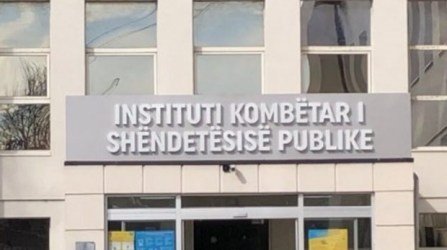 INSTITUTI KOMBËTAR I
SHËNDETËSISË PUBLIKE